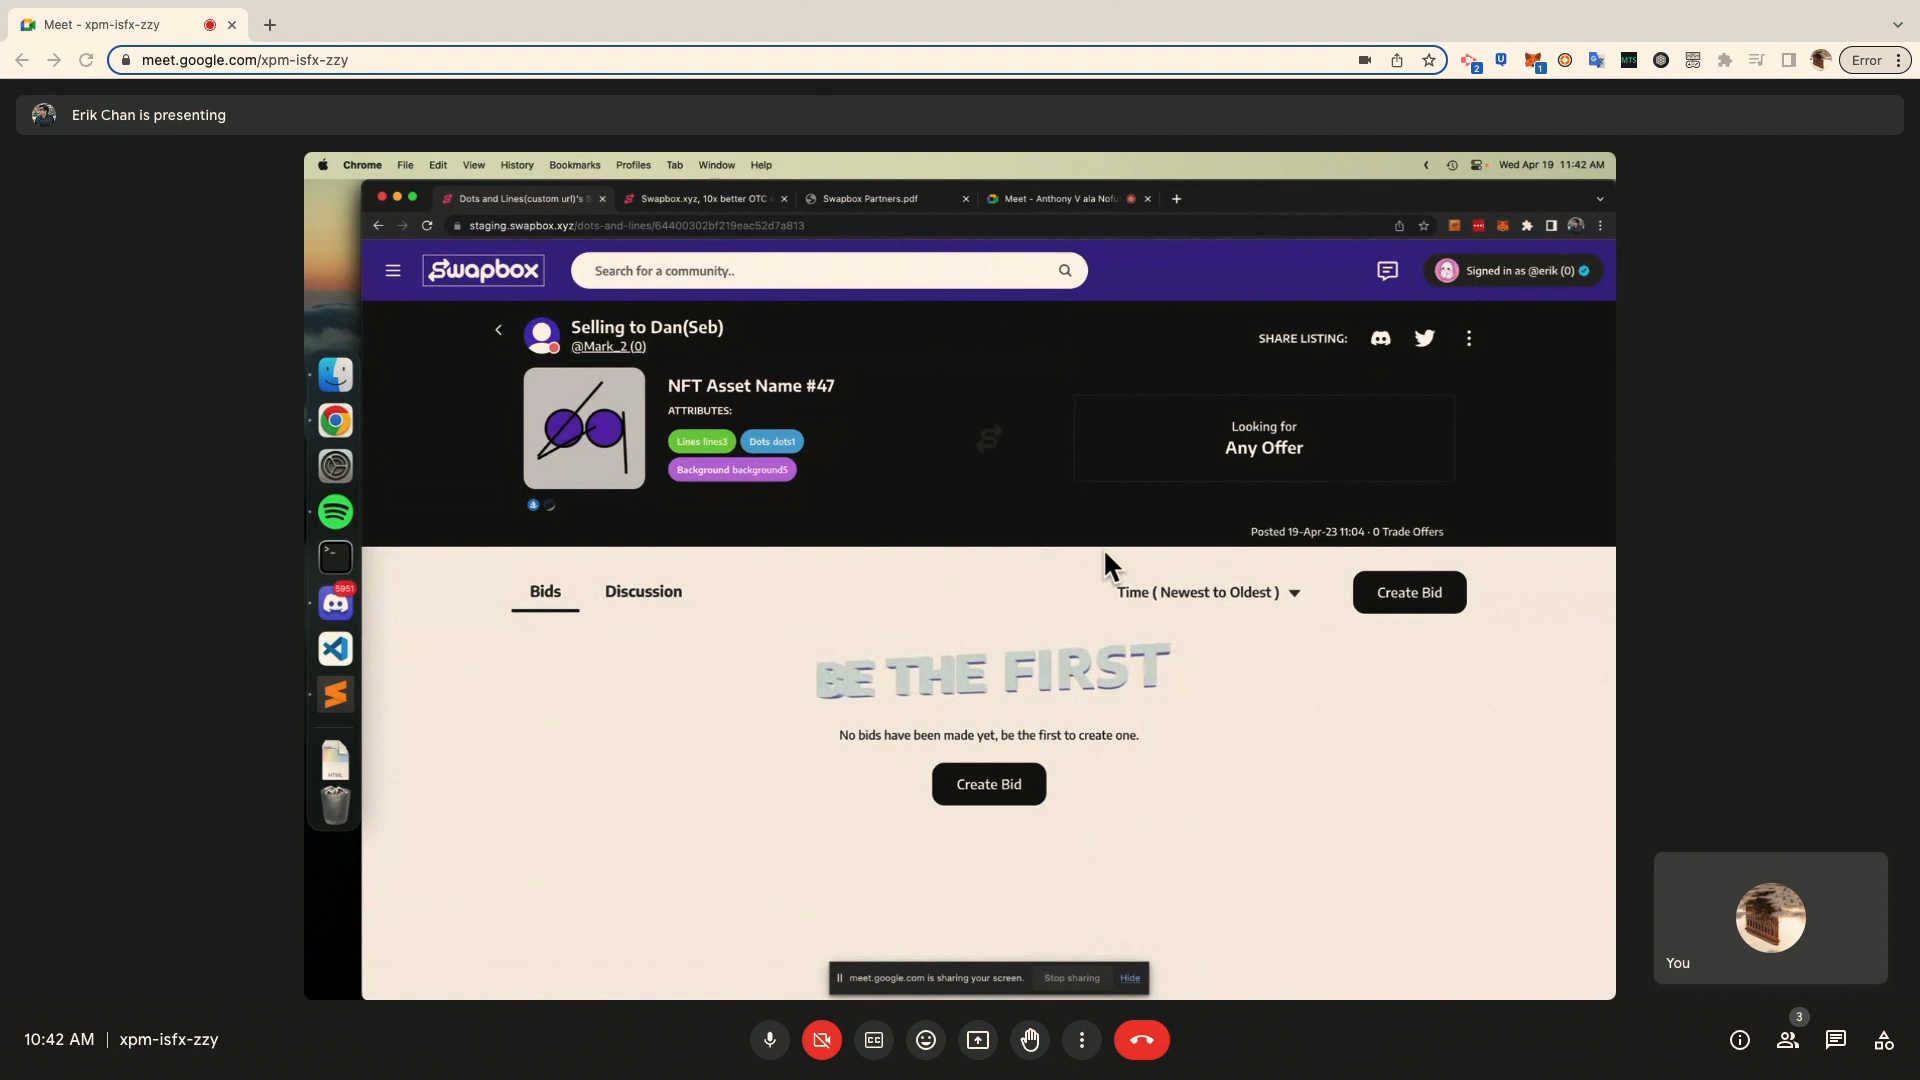 Meet - xpm-isfx-zzy
meet.google.com/xpm-isfx-zzy
2
1
MTS
Error
Erik Chan is presenting
Chrome File Edit View History Bookmarks Profiles Tab Window Help
Wed Apr 19 11:42 AM
Dots and Lines(custom url)'s S
Swapbox.xyz, 10x better OTC
Swapbox Partners.pdf
Meet - Anthony V ala Nofu
staging.swapbox.xyz/dots-and-lines/64400302bf219eac52d7a813
Swapbox
Search for a community..
Signed in as @erik (0)
Selling to Dan(Seb)
@Mark_2 (0)
SHARE LISTING:
NFT Asset Name #47
ATTRIBUTES:
Lines lines3
Dots dots1
Background background5
Looking for
Any Offer
Posted 19-Apr-23 11:04 · 0 Trade Offers
5951
HTML
Bids
Discussion
Time ( Newest to Oldest )
Create Bid
BE THE FIRST
No bids have been made yet, be the first to create one.
Create Bid
meet.google.com is sharing your screen.
Stop sharing
Hide
You
10:42 AM
xpm-isfx-zzy
CC
3